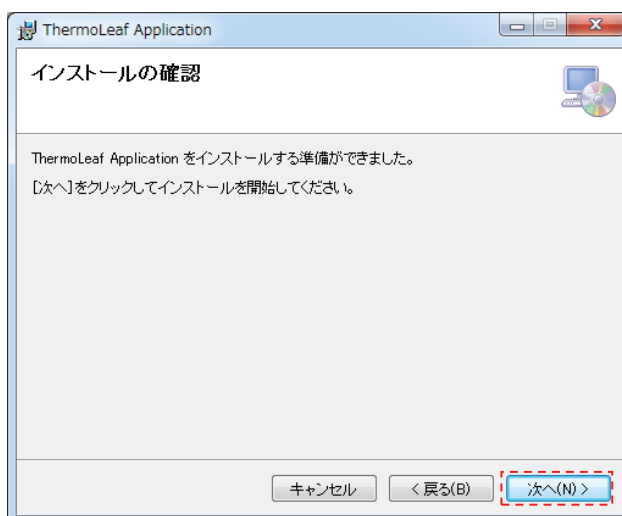 ThermoLeaf Application
インストールの確認
ThermoLeaf Application をインストールする準備ができました。
[次へ]をクリックしてインストールを開始してください。
キャンセル
< 戻る(B)
次へ(N) >